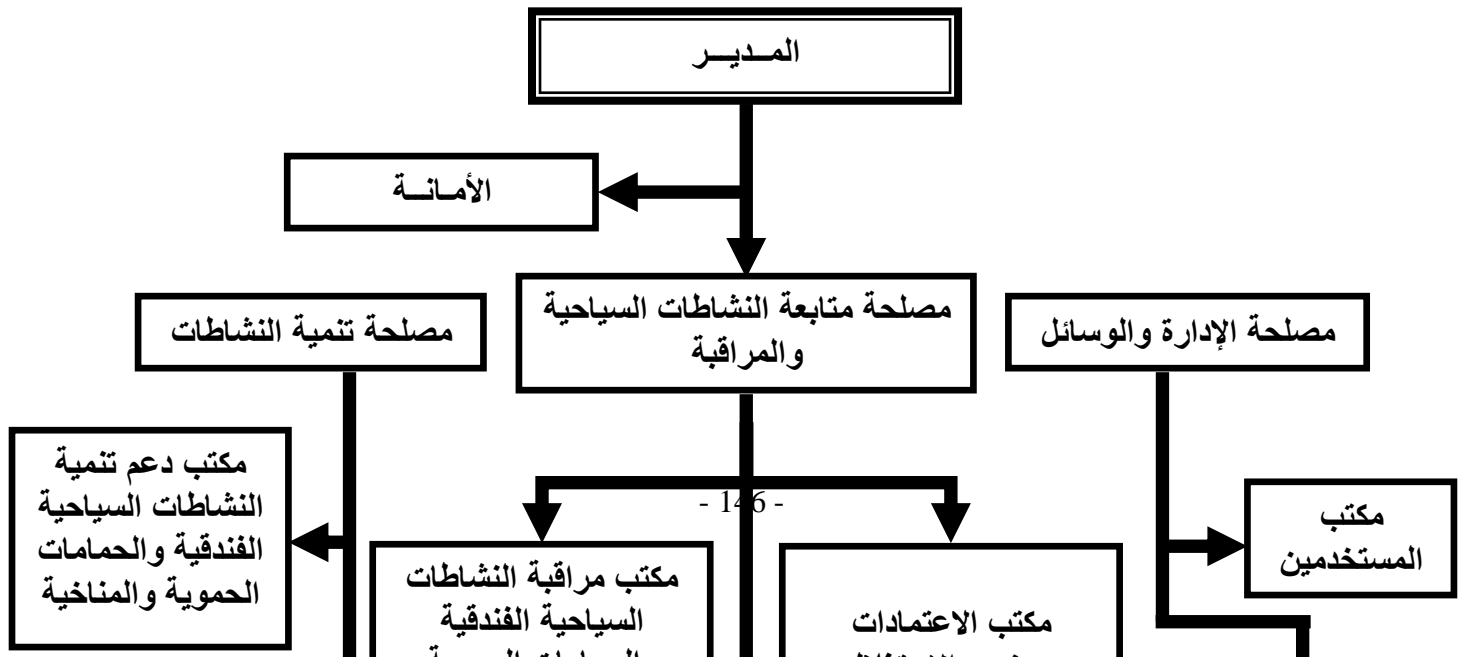 المــديــر
الأمـانــة
مصلحة الإدارة والوسائل
مصلحة متابعة النشاطات السياحية
والمراقبة
مصلحة تنمية النشاطات
مكتب
المستخدمين
مكتب الاعتمادات
مكتب مراقبة النشاطات
السياحية الفندقية
مكتب دعم تنمية
النشاطات السياحية
الفندقية والحمامات
الحموية والمناخية
- 146 -